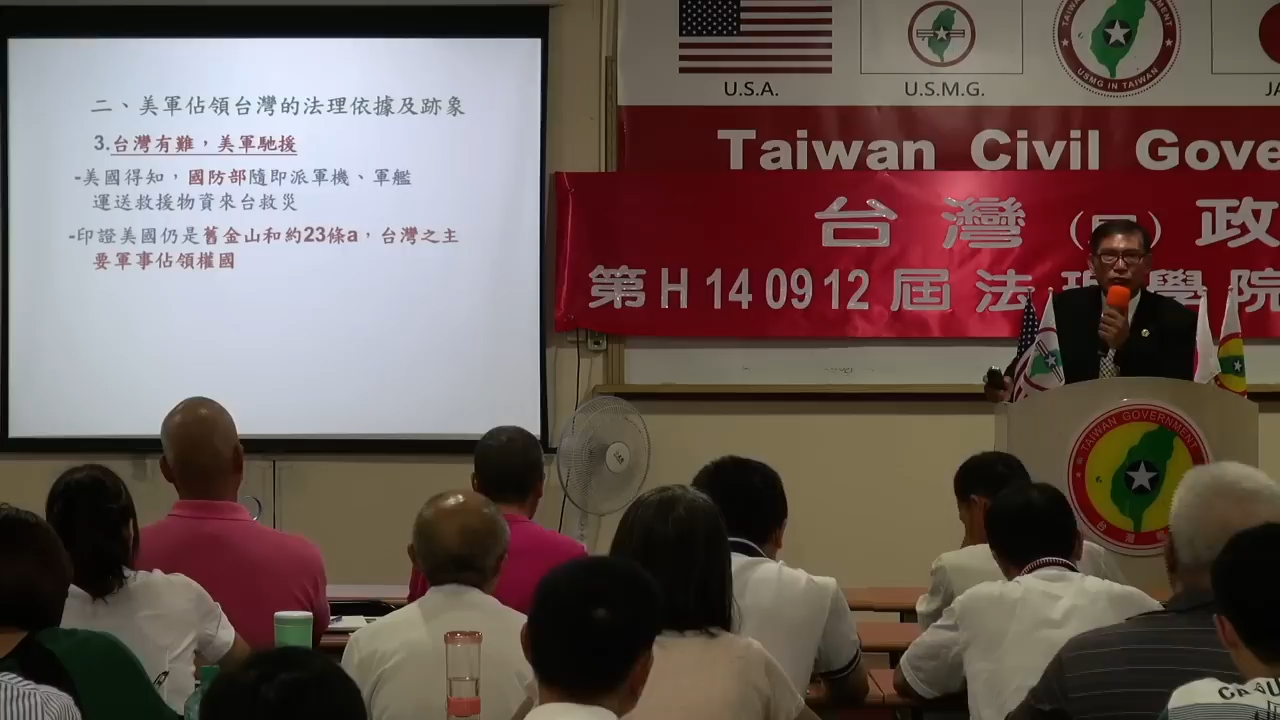 二、美軍佔領台灣的法理依據及跡象
3.台灣有難，美軍馳援
-美國得知，國防部隨即派軍機、軍艦
運送救援物資來台救災
-印證美國仍是舊金山和約23條a，台灣之主
要軍事佔領權國
U.S.A.
U.S.M.G.
JA
USMG IN TAIWAN
Taiwan Civil Gove
台灣（民）政
第H 14 09 12 屆法理學院
TAIWAN GOVERNMENT
台灣